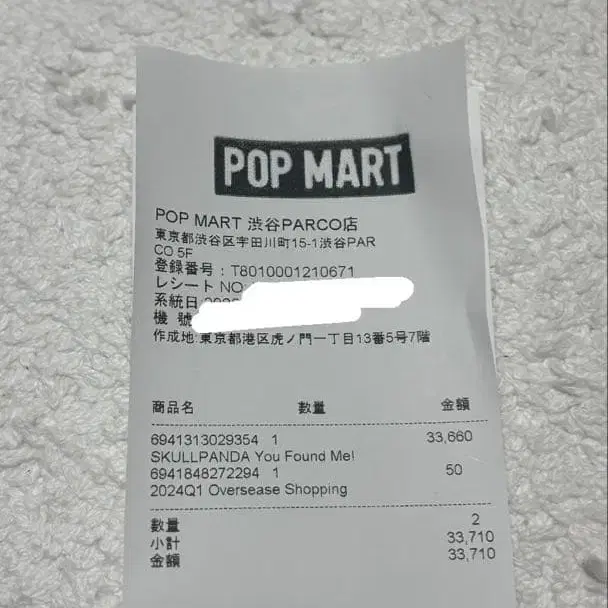 POP MART
POP MART 渋谷PARCO店
東京都渋谷区宇田川町15-1渋谷PAR
CO 5F
登録番号：T8010001210671
レシート NO
系統日
機 號
作成地:東京都港区虎ノ門一丁目13番5号7階
商品名 数量 金額
6941313029354 1 33,660
SKULLPANDA You Found Me!
6941848272294 1 50
2024Q1 Oversease Shopping
数量 2
小計 33,710
金額 33,710